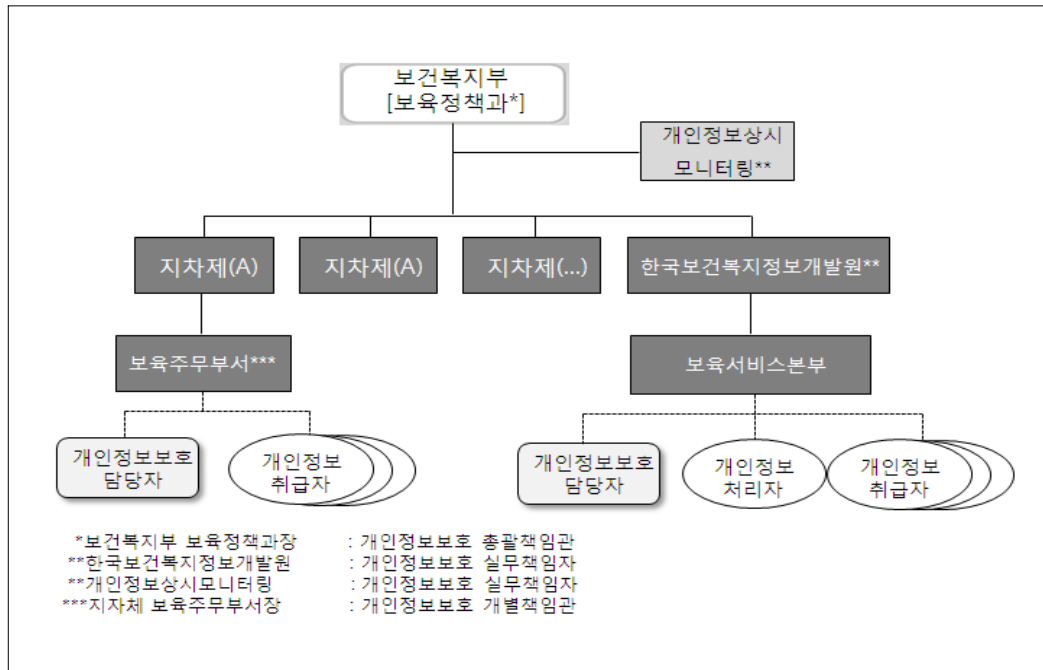 보건복지부
[보육정책과*]
개인정보상시
모니터링**
지차제(A)
지차제(A)
지차제(...)
한국보건복지정보개발원**
보육주무부서***
보육서비스본부
개인정보보호
담당자
개인정보
취급자
개인정보보호
담당자
개인정보
처리자
개인정보
취급자
*보건복지부 보육정책과장 : 개인정보보호 총괄책임관
**한국보건복지정보개발원 : 개인정보보호 실무책임자
**개인정보상시모니터링 : 개인정보보호 실무책임자
***지자체 보육주무부서장 : 개인정보보호 개별책임관